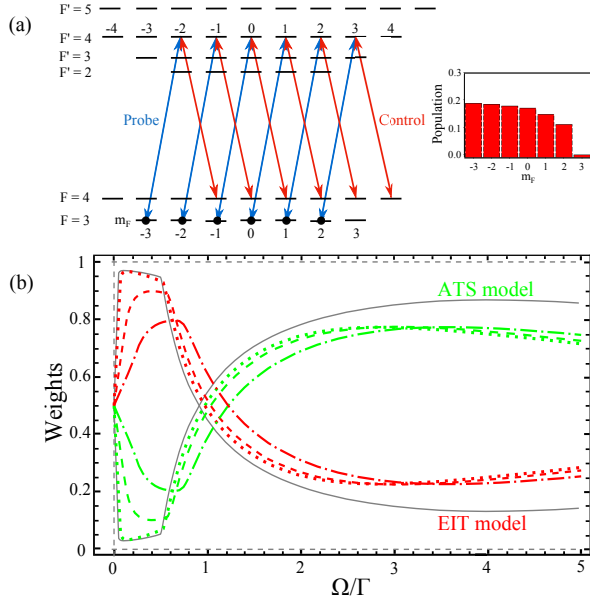 (a)
F' = 5
-4 -3 -2 -1 0 1 2 3 4
F' = 4
F' = 3
F' = 2
Probe
Control
F = 4
F = 3
m_F
-3 -2 -1 0 1 2 3
0.3
0.2
0.1
0.0
Population
-3 -2 -1 0 1 2 3
m_F
(b)
1
0.8
0.6
0.4
0.2
0
Weights
ATS model
EIT model
0 1 2 3 4 5
Ω/Γ